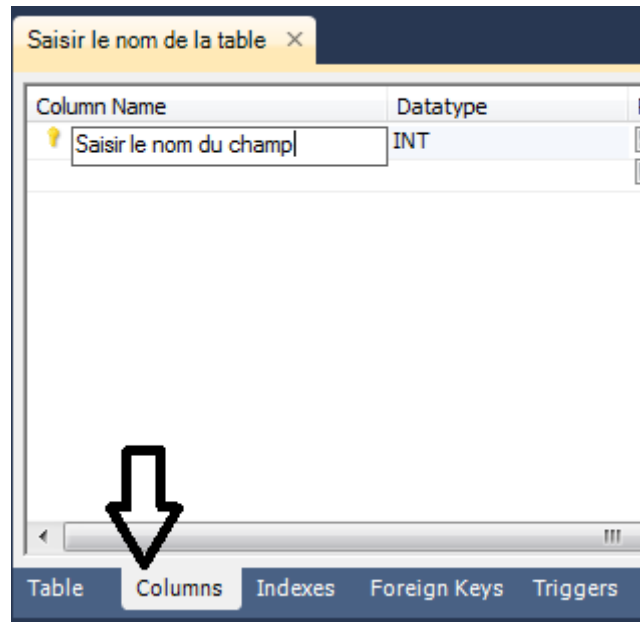 Saisir le nom de la table ×
Column Name Datatype
Saisir le nom du champ INT
Table Columns Indexes Foreign Keys Triggers